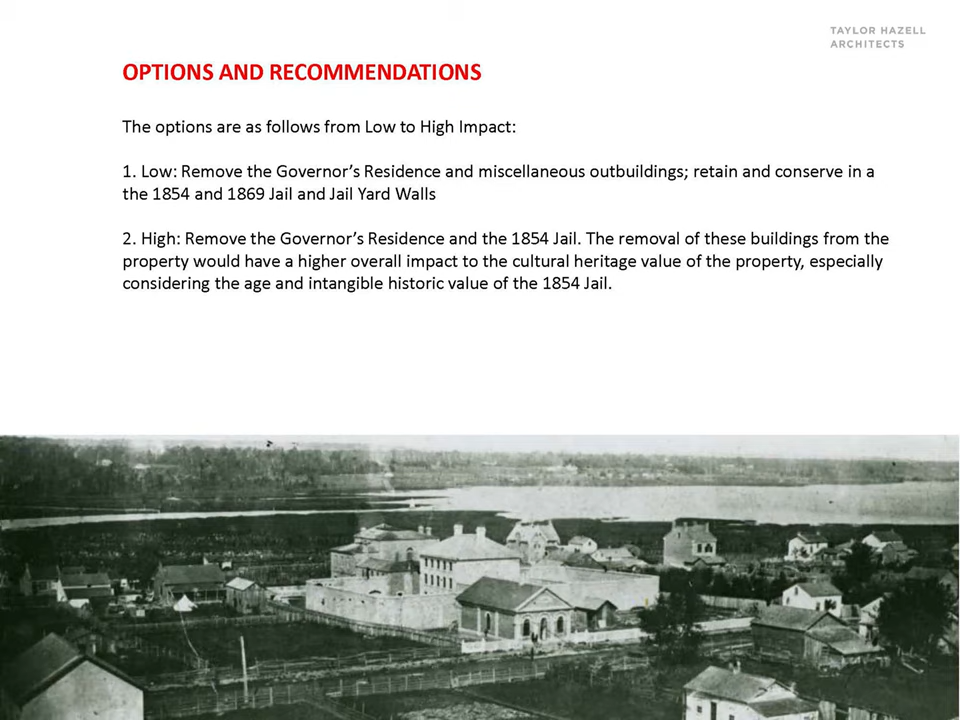 TAYLOR HAZELL
ARCHITECTS
OPTIONS AND RECOMMENDATIONS
The options are as follows from Low to High Impact:
1. Low: Remove the Governor's Residence and miscellaneous outbuildings; retain and conserve in a
the 1854 and 1869 Jail and Jail Yard Walls
2. High: Remove the Governor's Residence and the 1854 Jail. The removal of these buildings from the
property would have a higher overall impact to the cultural heritage value of the property, especially
considering the age and intangible historic value of the 1854 Jail.